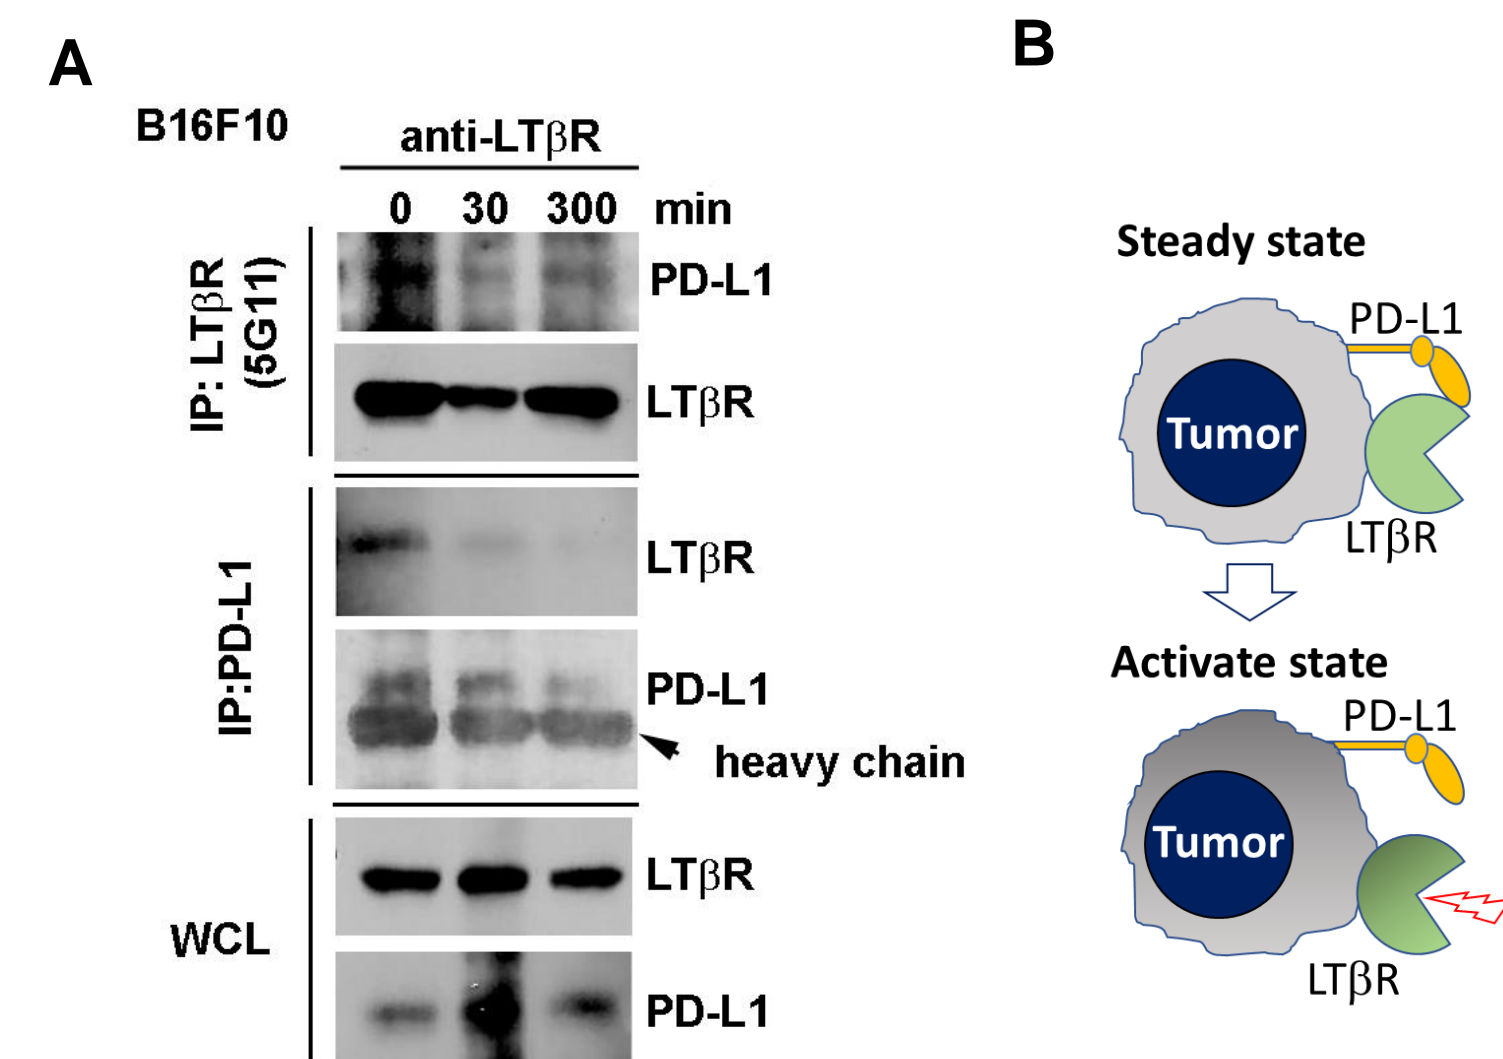 A
B16F10
anti-LTβR
0 30 300 min
IP: LTβR
(5G11)
PD-L1
LTβR
IP:PD-L1
LTβR
PD-L1
heavy chain
WCL
LTβR
PD-L1
B
Steady state
PD-L1
Tumor
LTβR
Activate state
PD-L1
Tumor
LTβR